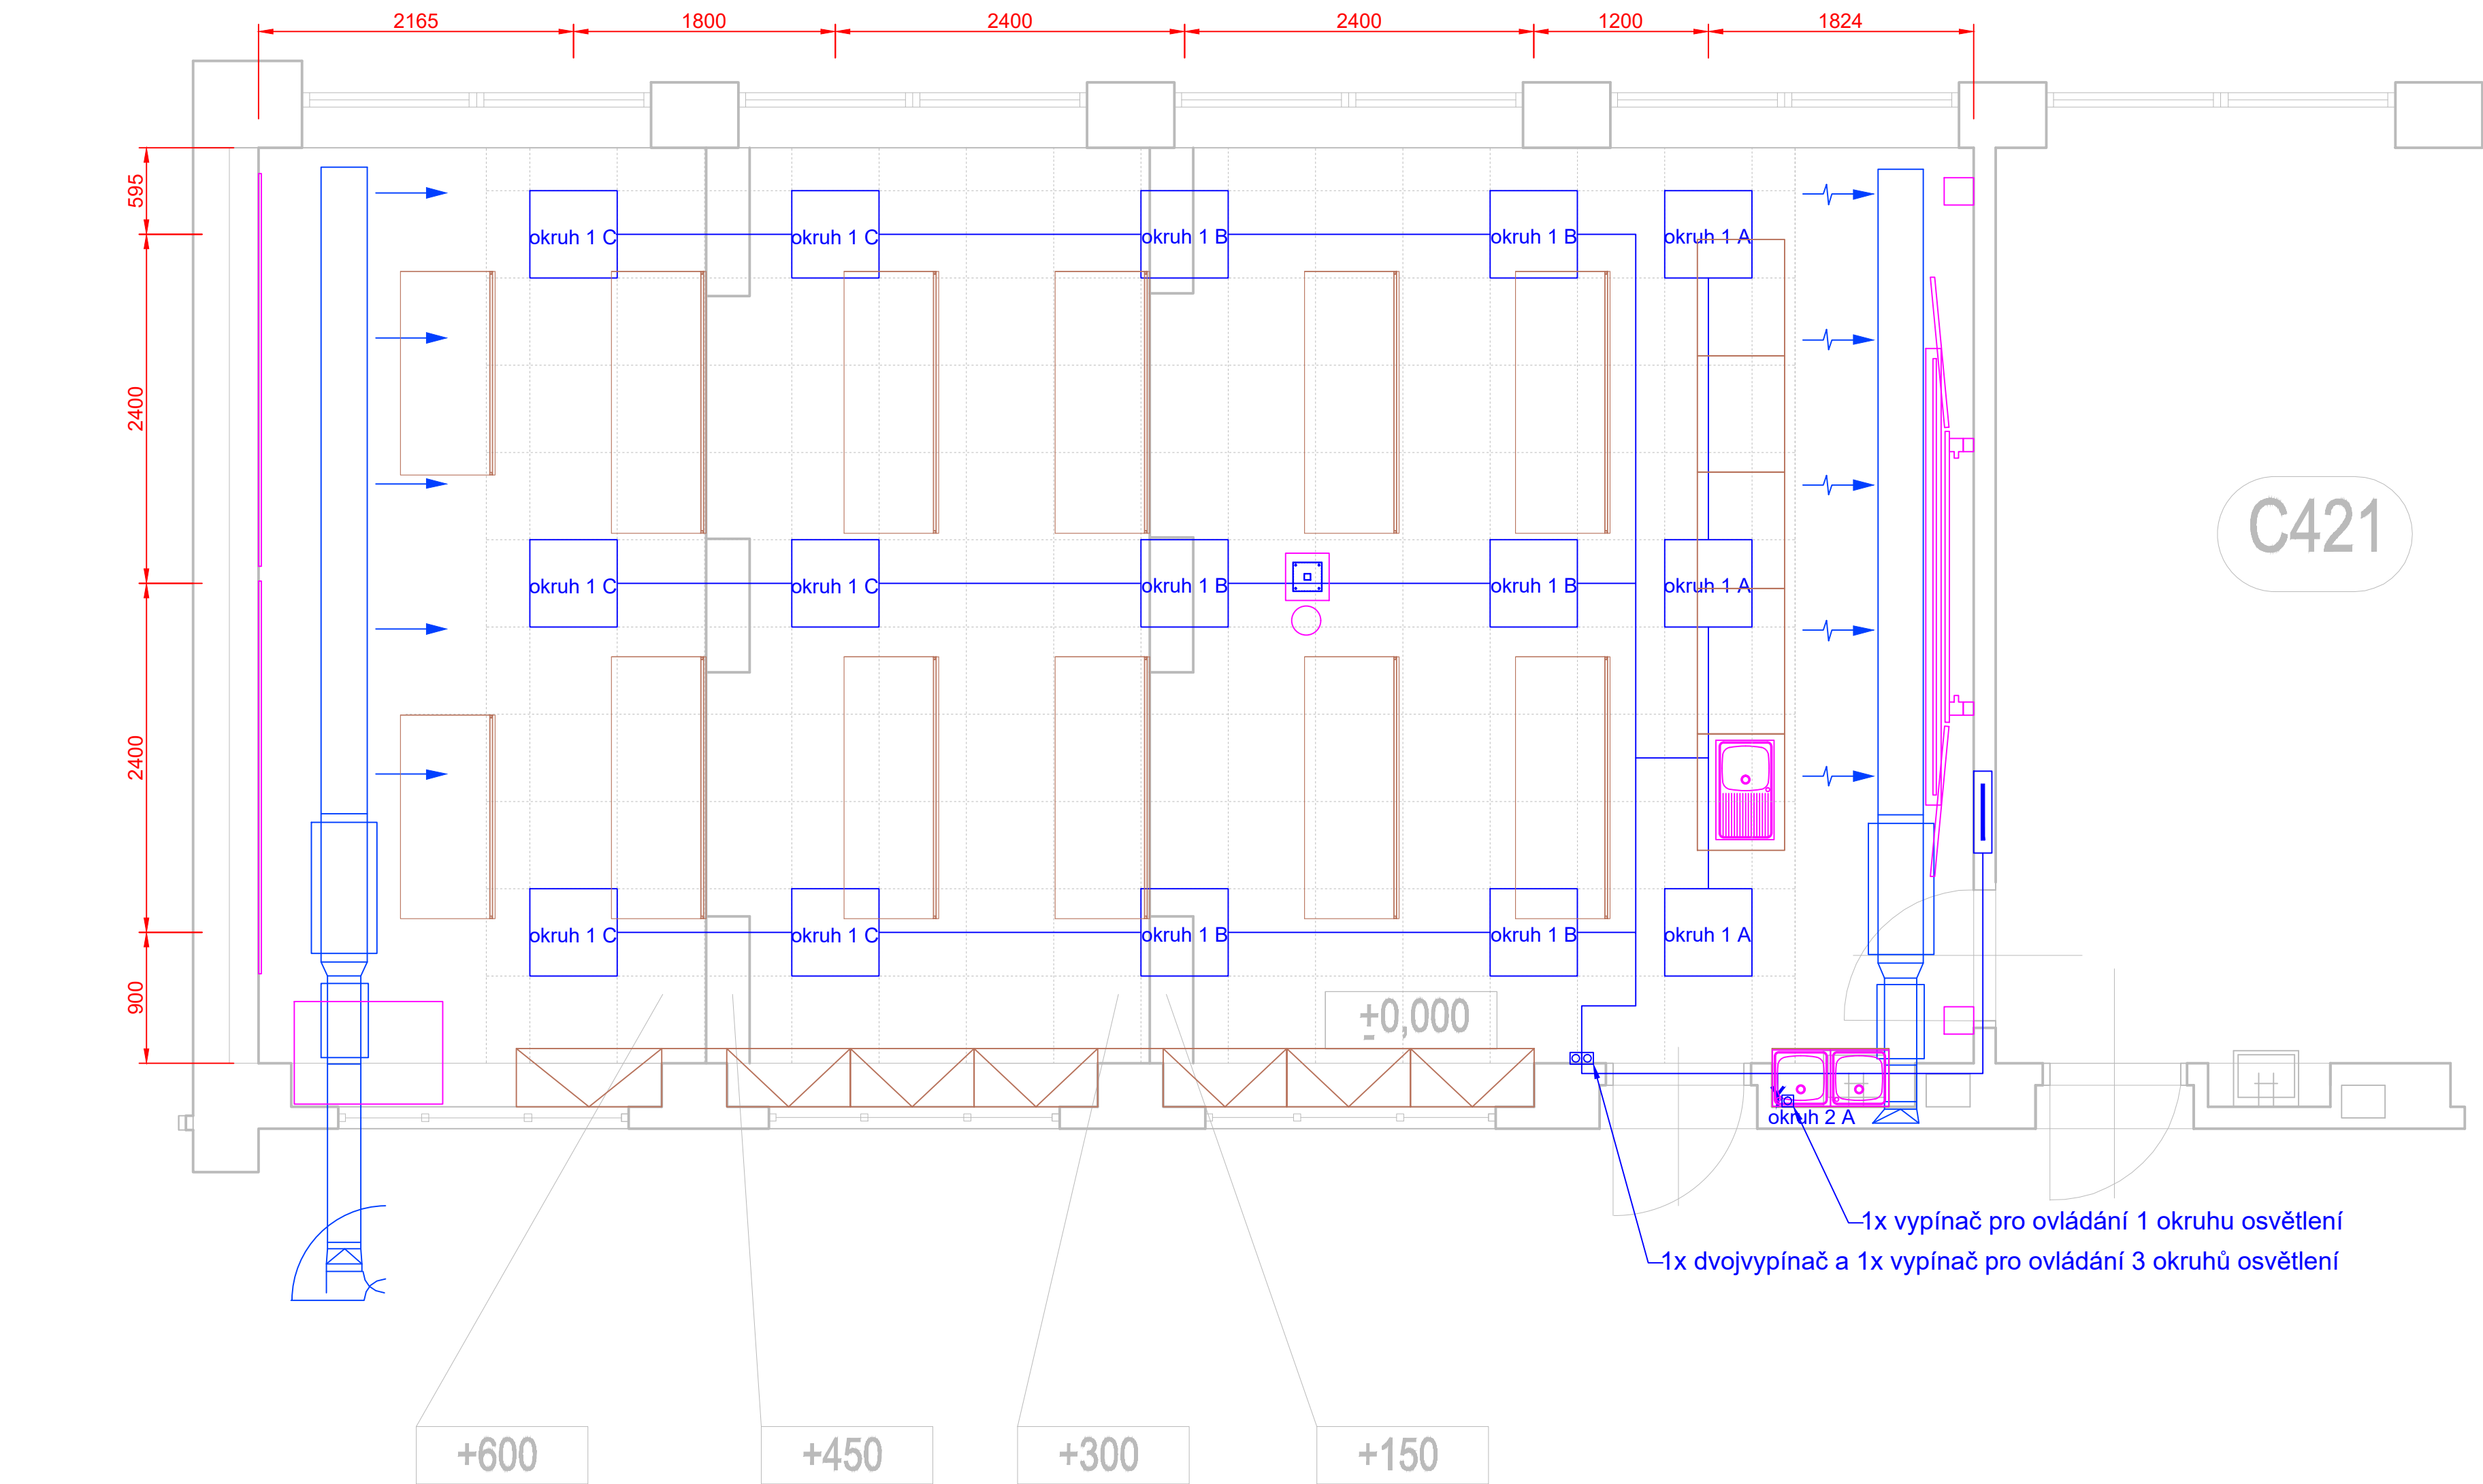 2165 1800 2400 2400 1200 1824
595
okruh 1 C okruh 1 C okruh 1 B okruh 1 B okruh 1 A
2400
C421
okruh 1 C okruh 1 C okruh 1 B okruh 1 B okruh 1 A
2400
okruh 1 C okruh 1 C okruh 1 B okruh 1 B okruh 1 A
900
±0,000
okruh 2 A
1x vypínač pro ovládání 1 okruhu osvětlení
1x dvojvypínač a 1x vypínač pro ovládání 3 okruhů osvětlení
+600 +450 +300 +150